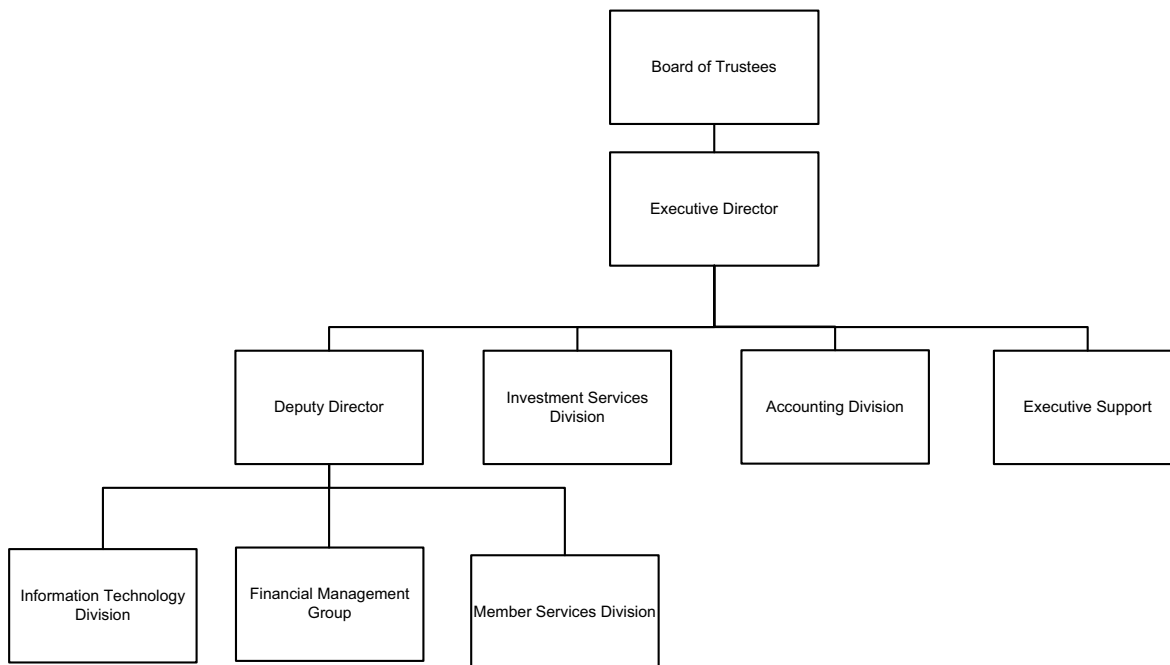 Board of Trustees
Executive Director
Deputy Director
Investment Services
Division
Accounting Division
Executive Support
Information Technology
Division
Financial Management
Group
Member Services Division